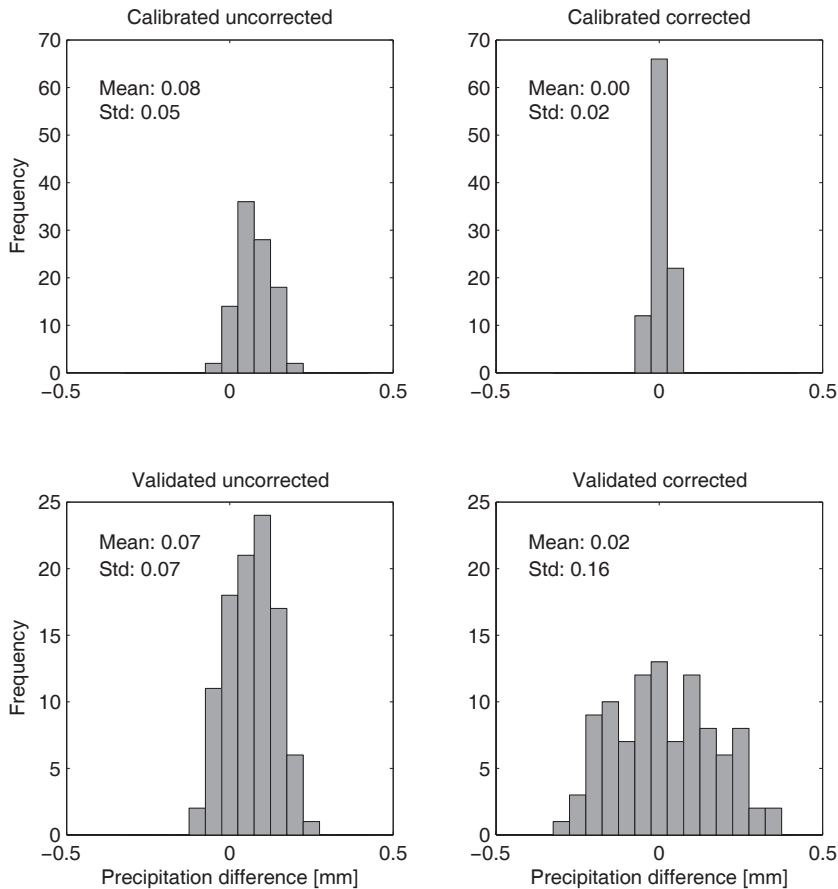 Calibrated uncorrected
70
60
50
40
30
20
10
0
Frequency
Mean: 0.08
Std: 0.05
−0.5
0
0.5
Calibrated corrected
70
60
50
40
30
20
10
0
Mean: 0.00
Std: 0.02
−0.5
0
0.5
Validated uncorrected
25
20
15
10
5
0
Frequency
Mean: 0.07
Std: 0.07
−0.5
0
0.5
Precipitation difference [mm]
Validated corrected
25
20
15
10
5
0
Mean: 0.02
Std: 0.16
−0.5
0
0.5
Precipitation difference [mm]